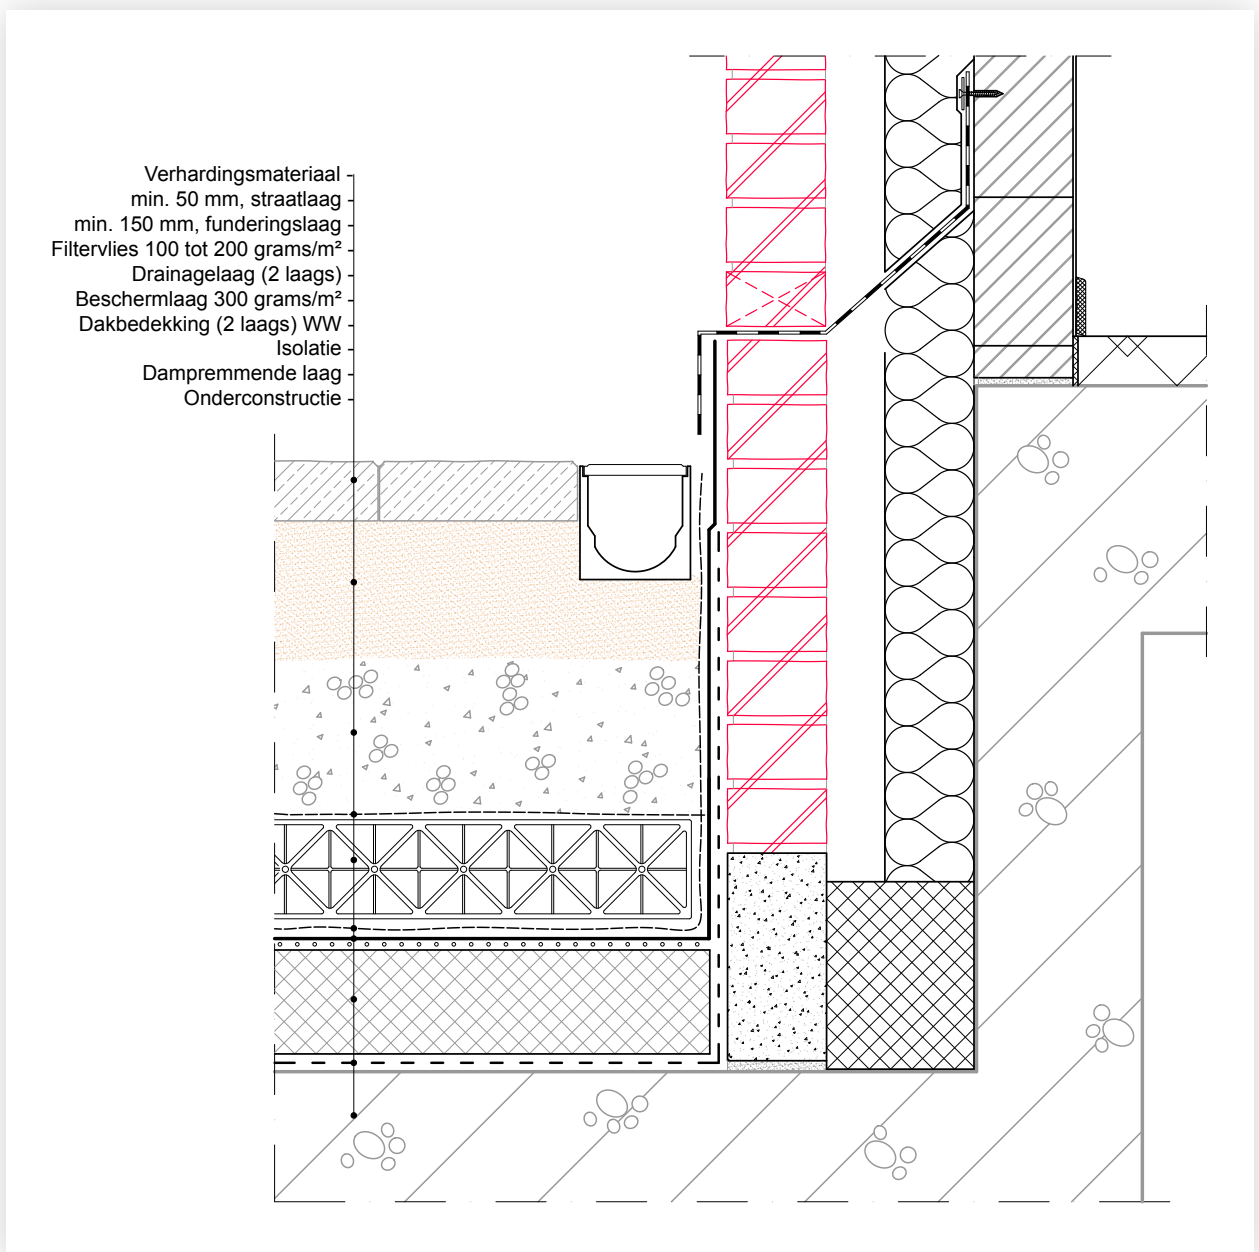 Verhardingsmateriaal
min. 50 mm, straatlaag
min. 150 mm, funderingslaag
Filtervlies 100 tot 200 grams/m²
Drainagelaag (2 laags)
Beschermlaag 300 grams/m²
Dakbedekking (2 laags) WW
Isolatie
Dampremmende laag
Onderconstructie